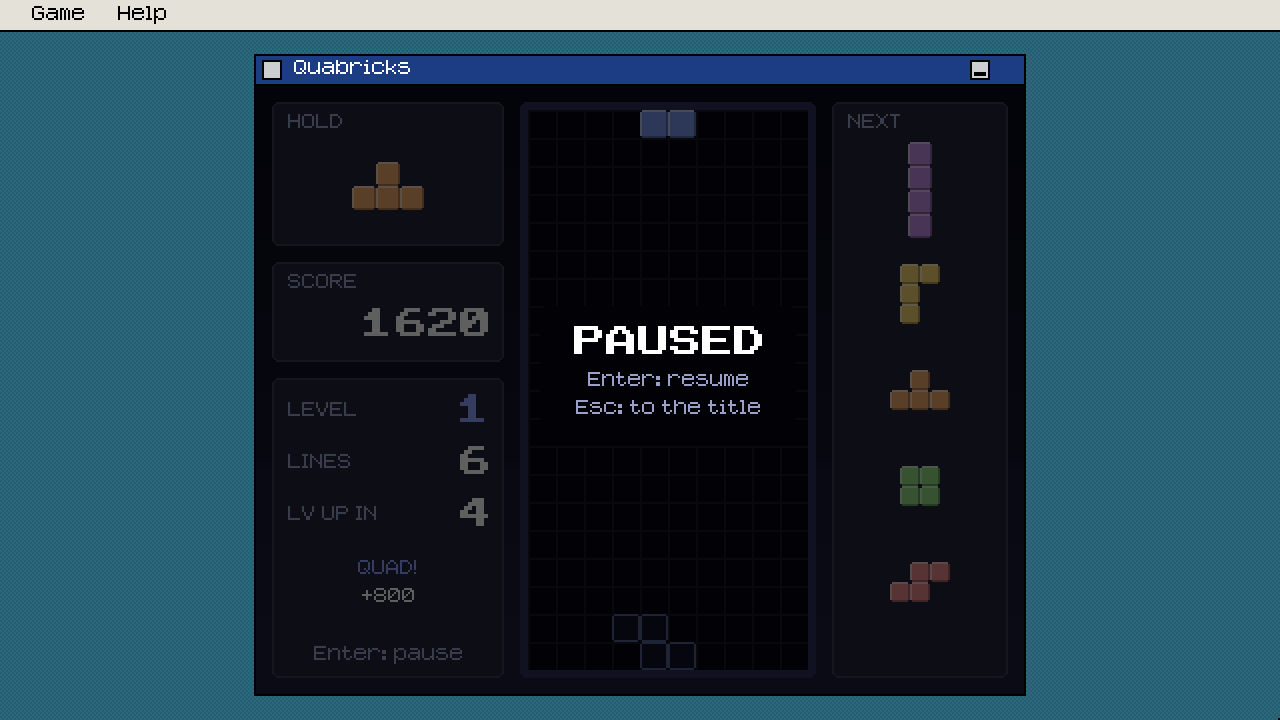 Game Help
Quabricks
HOLD
SCORE
1620
LEVEL 1
LINES 6
LV UP IN 4
QUAD!
+800
Enter: pause
PAUSED
Enter: resume
Esc: to the title
NEXT